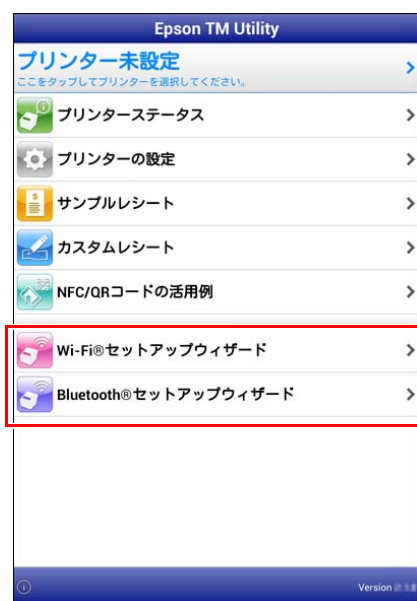 Epson TM Utility
プリンター未設定
ここをタップしてプリンターを選択してください。
プリンターステータス
プリンターの設定
サンプルレシート
カスタムレシート
NFC/QRコードの活用例
Wi-Fi®セットアップウィザード
Bluetooth®セットアップウィザード
Version